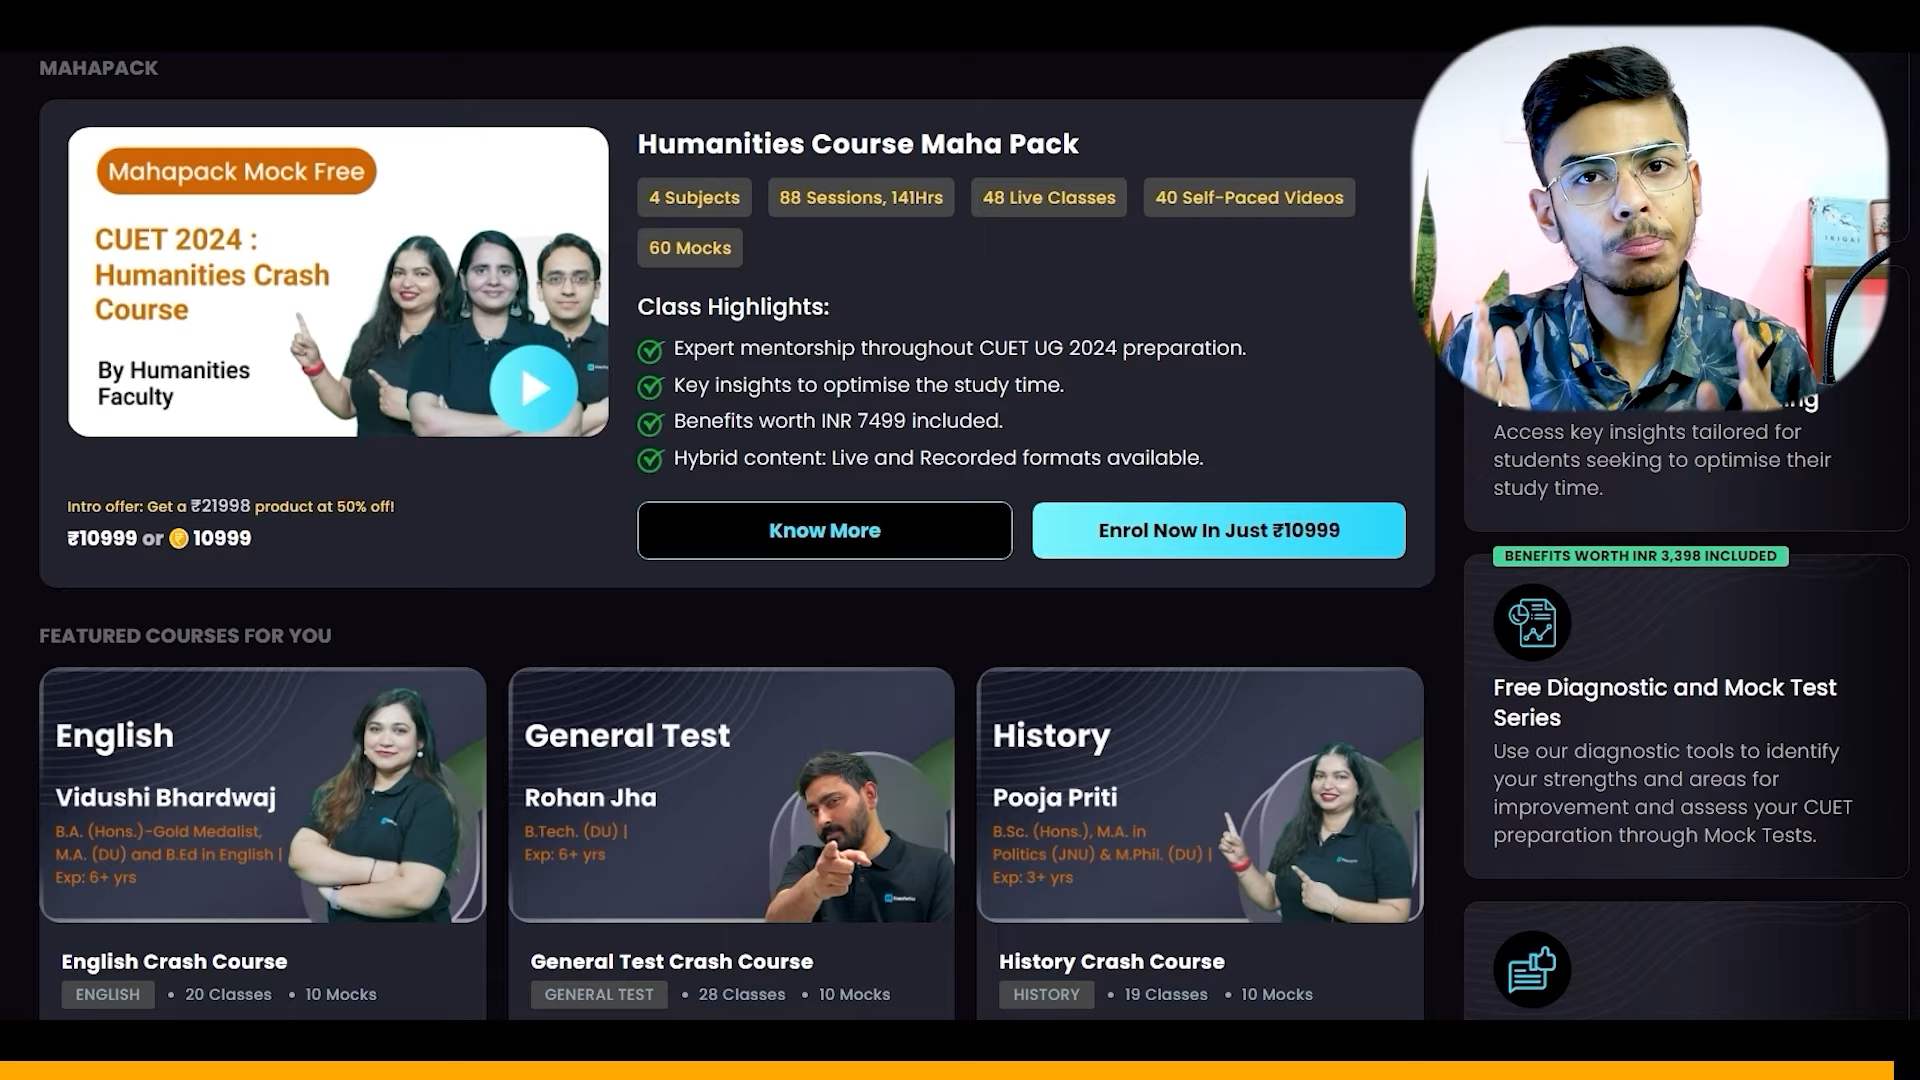 MAHAPACK
Mahapack Mock Free
CUET 2024 :
Humanities Crash
Course
By Humanities
Faculty
Intro offer: Get a ₹21998 product at 50% off!
₹10999 or 10999
Humanities Course Maha Pack
4 Subjects
88 Sessions, 141Hrs
48 Live Classes
40 Self-Paced Videos
60 Mocks
Class Highlights:
Expert mentorship throughout CUET UG 2024 preparation.
Key insights to optimise the study time.
Benefits worth INR 7499 included.
Hybrid content: Live and Recorded formats available.
Know More
Enrol Now In Just ₹10999
IKIGAI
Access key insights tailored for
students seeking to optimise their
study time.
BENEFITS WORTH INR 3,398 INCLUDED
Free Diagnostic and Mock Test
Series
Use our diagnostic tools to identify
your strengths and areas for
improvement and assess your CUET
preparation through Mock Tests.
FEATURED COURSES FOR YOU
English
Vidushi Bhardwaj
B.A. (Hons.)-Gold Medalist,
M.A. (DU) and B.Ed in English |
Exp: 6+ yrs
English Crash Course
ENGLISH • 20 Classes • 10 Mocks
General Test
Rohan Jha
B.Tech. (DU) |
Exp: 6+ yrs
General Test Crash Course
GENERAL TEST • 28 Classes • 10 Mocks
History
Pooja Priti
B.Sc. (Hons.), M.A. in
Politics (JNU) & M.Phil. (DU) |
Exp: 3+ yrs
History Crash Course
HISTORY • 19 Classes • 10 Mocks